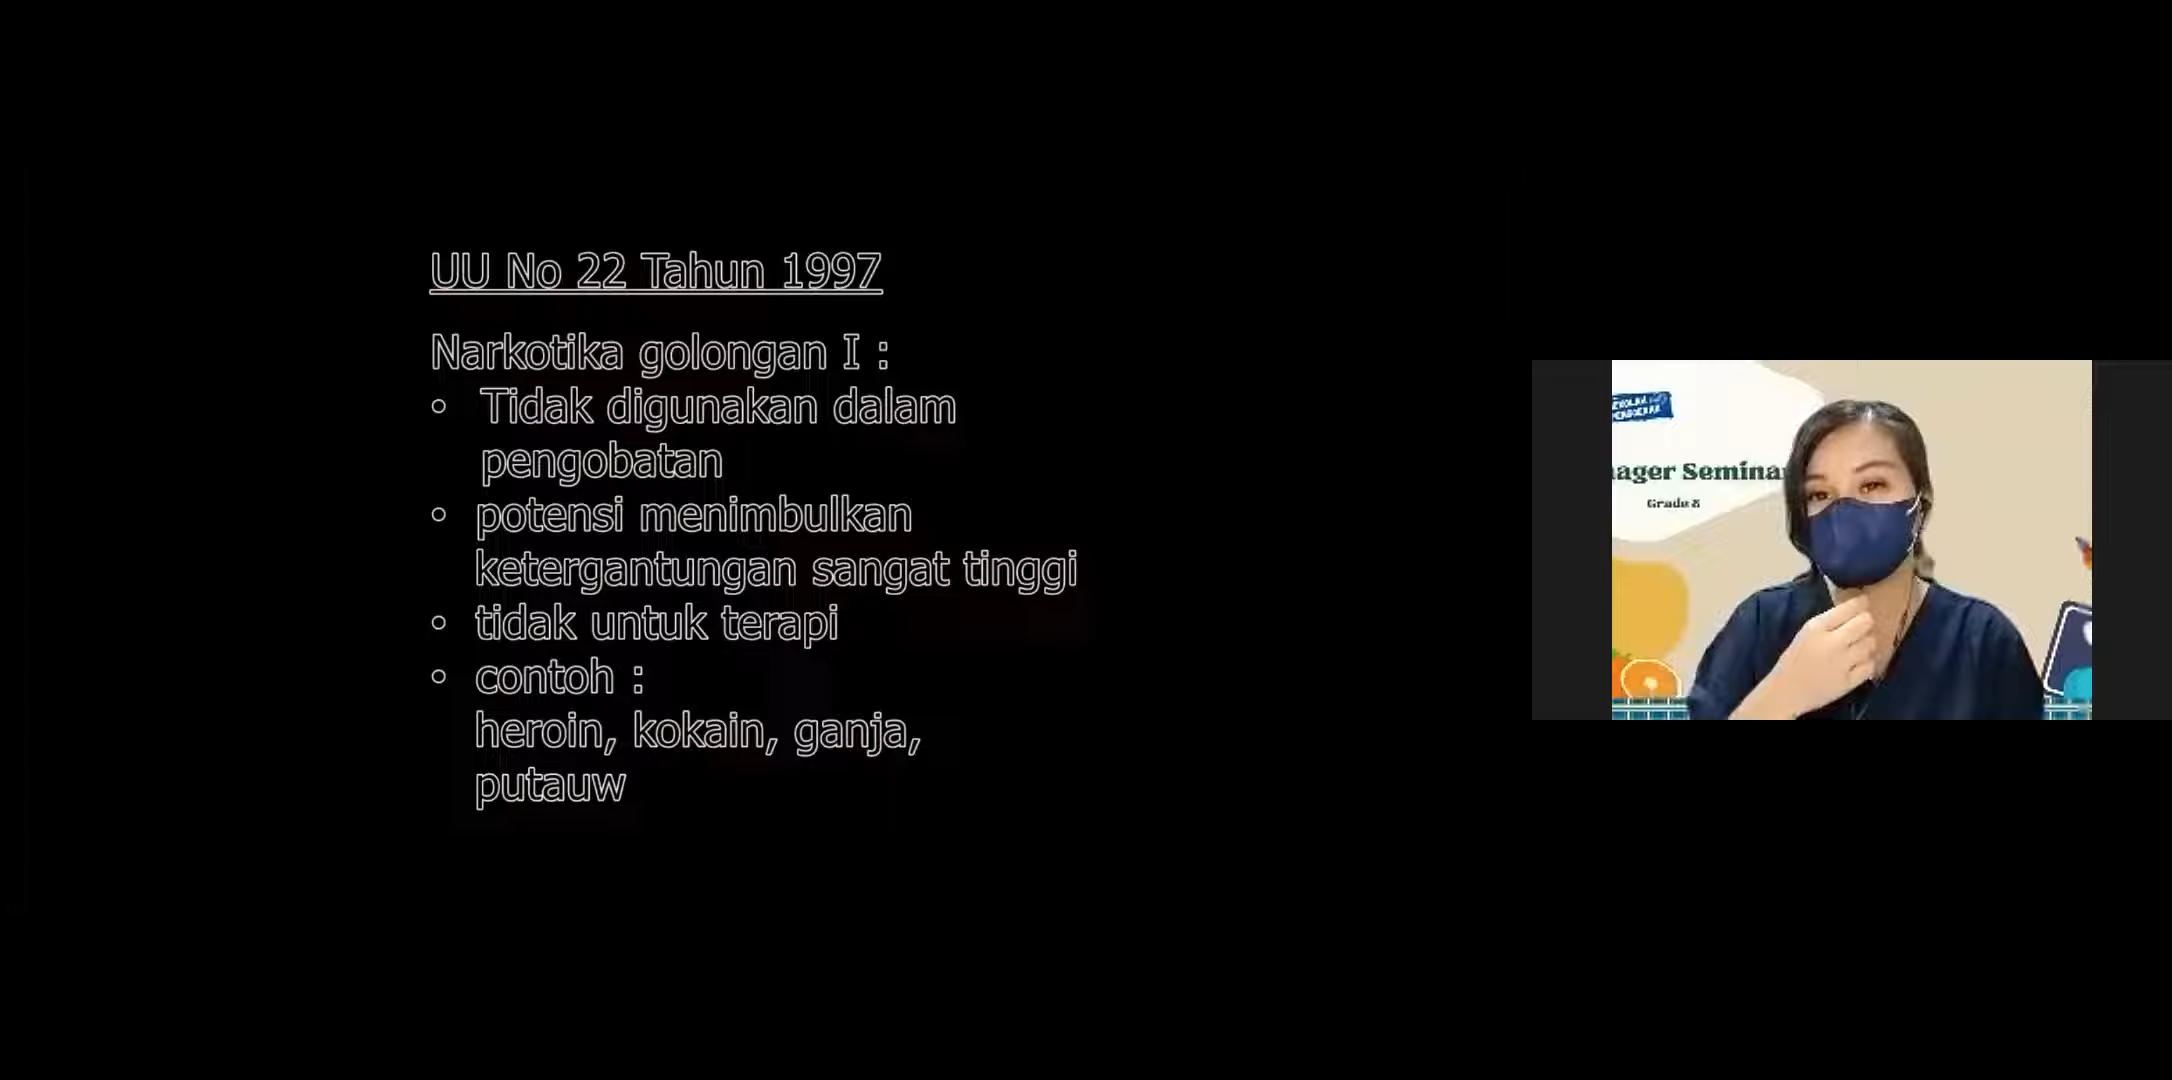 UU No 22 Tahun 1997
Narkotika golongan I :
◦ Tidak digunakan dalam
pengobatan
◦ potensi menimbulkan
ketergantungan sangat tinggi
◦ tidak untuk terapi
◦ contoh :
heroin, kokain, ganja,
putauw
ager Semina
Grade 8